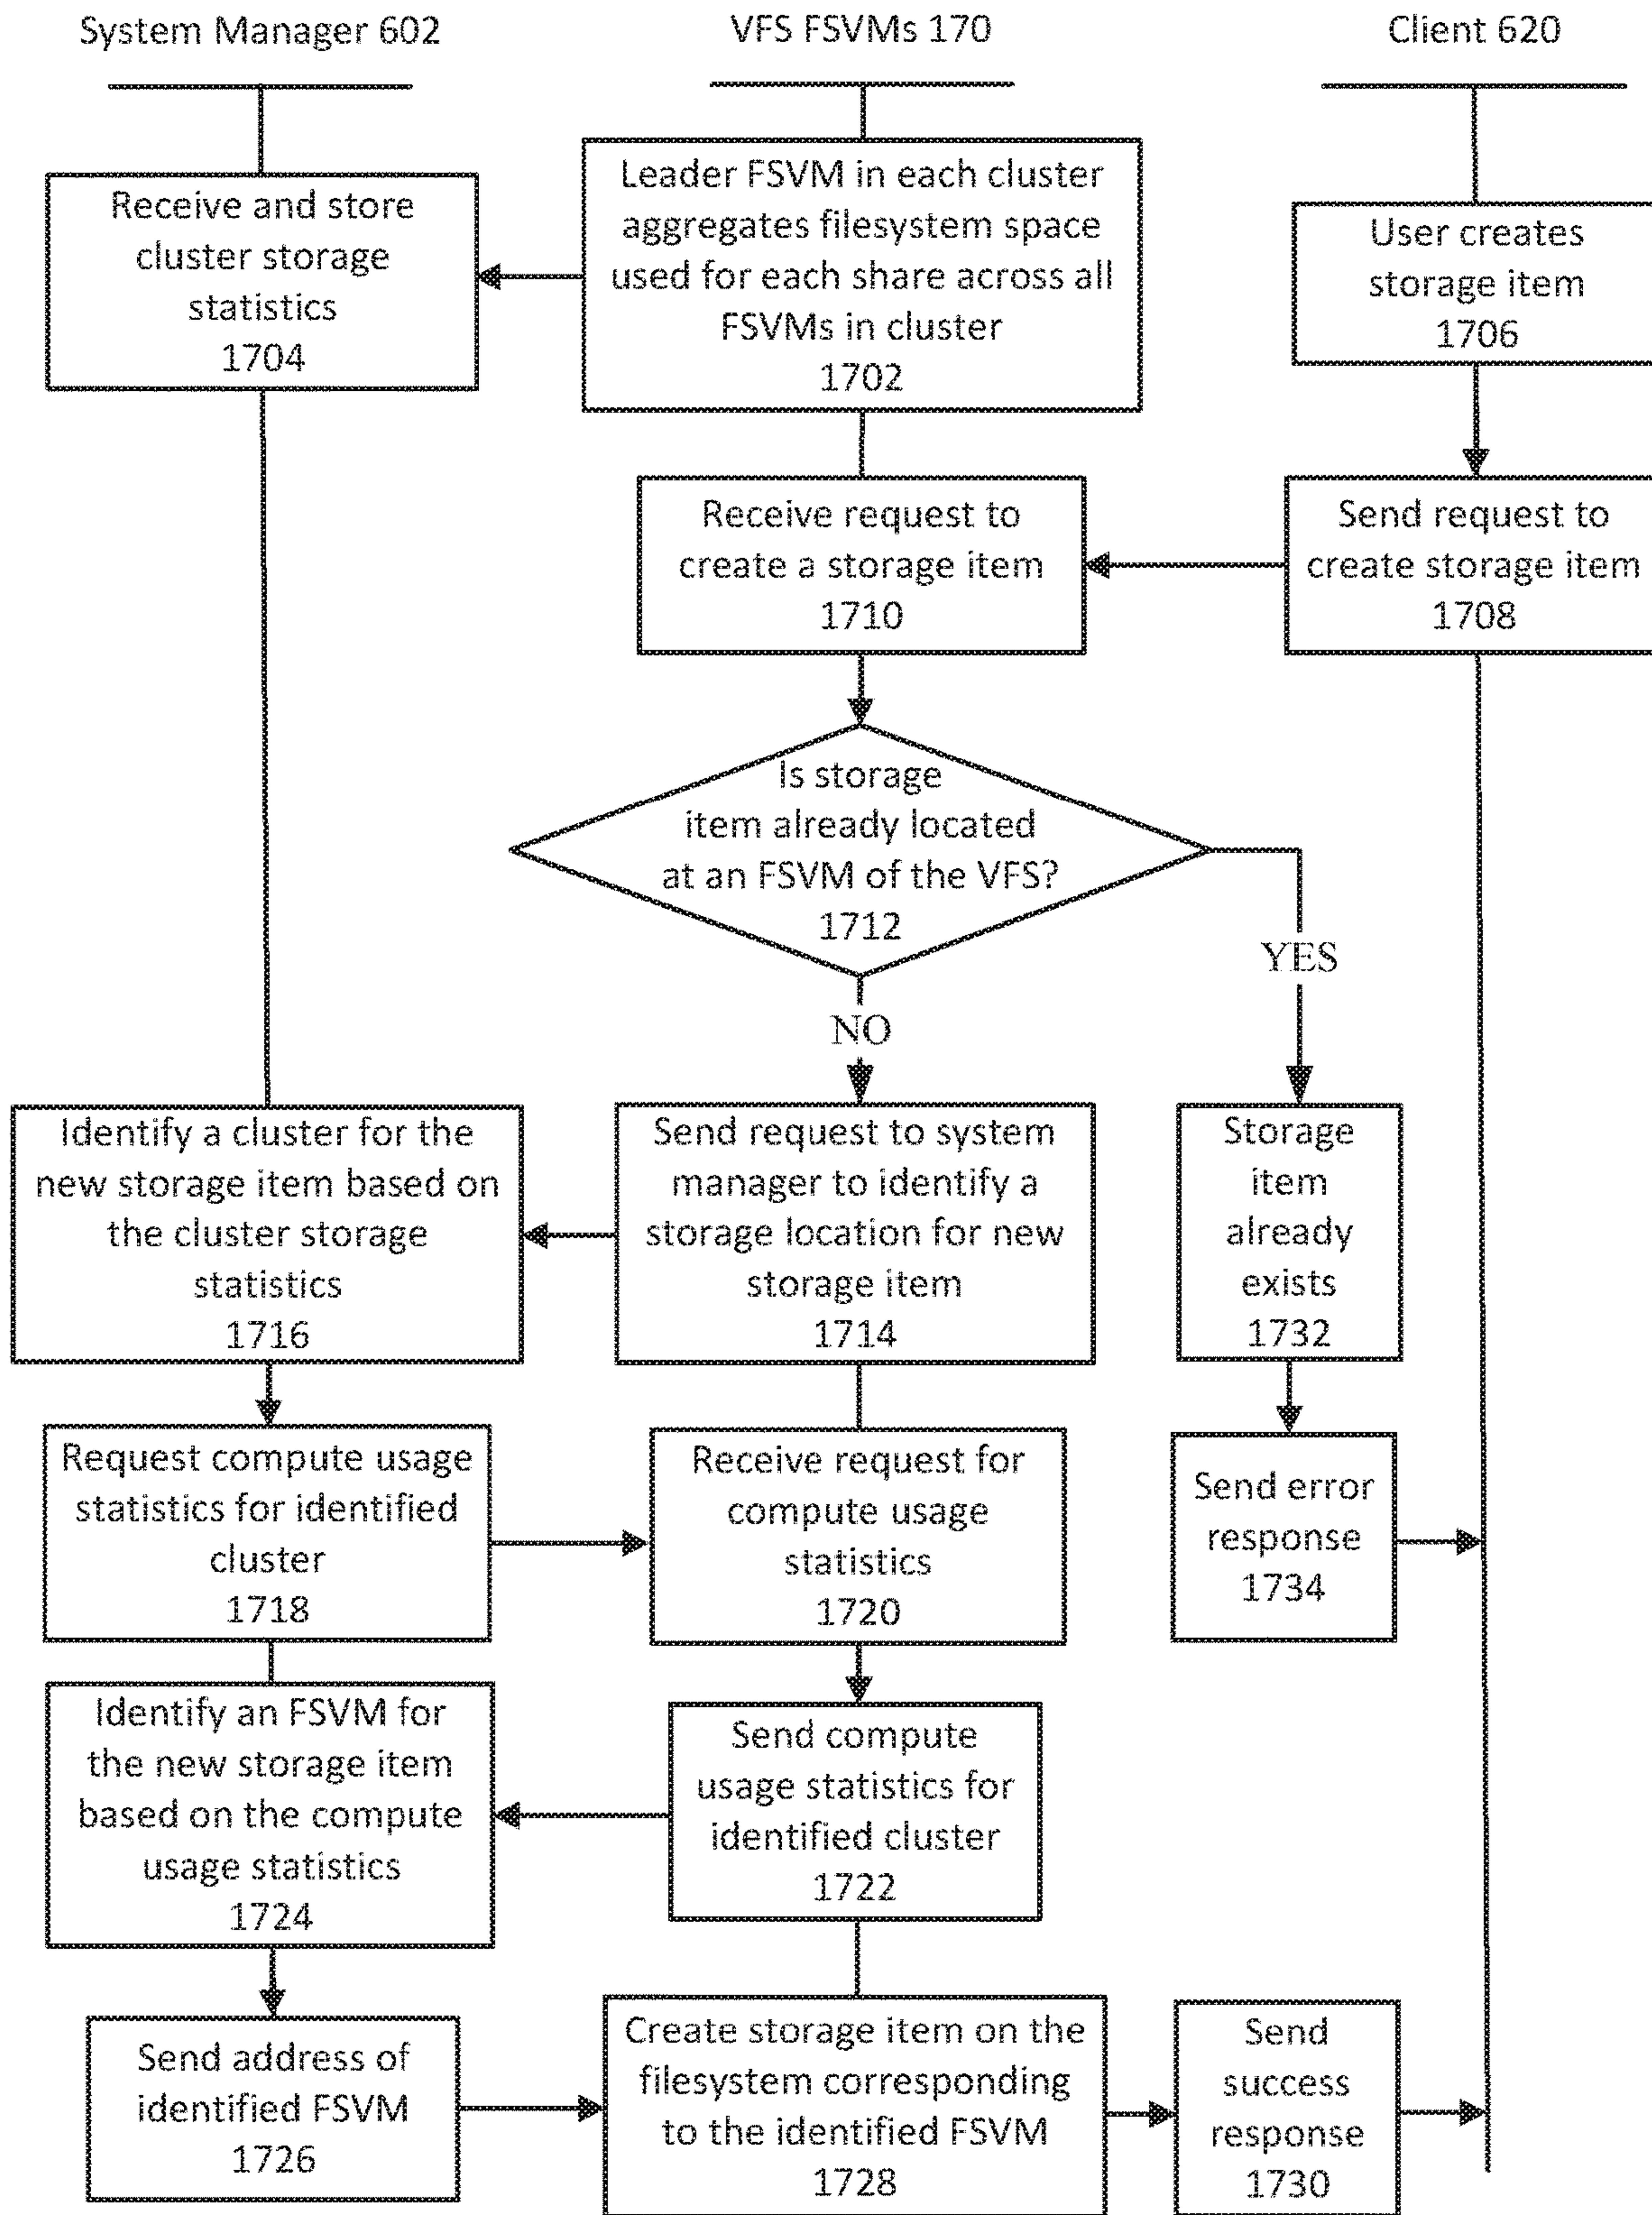 System Manager 602
VFS FSVMs 170
Client 620
Leader FSVM in each cluster
aggregates filesystem space
used for each share across all
FSVMs in cluster
1702
Receive and store
cluster storage
statistics
1704
User creates
storage item
1706
Send request to
create storage item
1708
Receive request to
create a storage item
1710
Is storage
item already located
at an FSVM of the VFS?
1712
YES
NO
Identify a cluster for the
new storage item based on
the cluster storage
statistics
1716
Send request to system
manager to identify a
storage location for new
storage item
1714
Storage
item
already
exists
1732
Request compute usage
statistics for identified
cluster
1718
Receive request for
compute usage
statistics
1720
Send error
response
1734
Identify an FSVM for
the new storage item
based on the compute
usage statistics
1724
Send compute
usage statistics for
identified cluster
1722
Send address of
identified FSVM
1726
Create storage item on the
filesystem corresponding
to the identified FSVM
1728
Send
success
response
1730